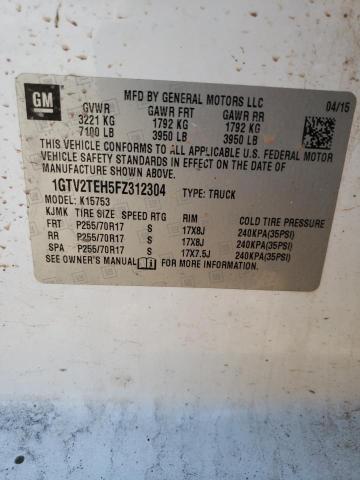 GM
MFD BY GENERAL MOTORS LLC 04/15
GVWR GAWR FRT GAWR RR
3221 KG 1792 KG 1792 KG
7100 LB 3950 LB 3950 LB
THIS VEHICLE CONFORMS TO ALL APPLICABLE U.S. FEDERAL MOTOR
VEHICLE SAFETY STANDARDS IN EFFECT ON THE DATE OF
MANUFACTURE SHOWN ABOVE.
1GTV2TEH5FZ312304 TYPE: TRUCK
MODEL: K15753
KJMK TIRE SIZE SPEED RTG RIM COLD TIRE PRESSURE
FRT P255/70R17 S 17X8J 240KPA(35PSI)
RR P255/70R17 S 17X8J 240KPA(35PSI)
SPA P255/70R17 S 17X7.5J 240KPA(35PSI)
SEE OWNER'S MANUAL FOR MORE INFORMATION